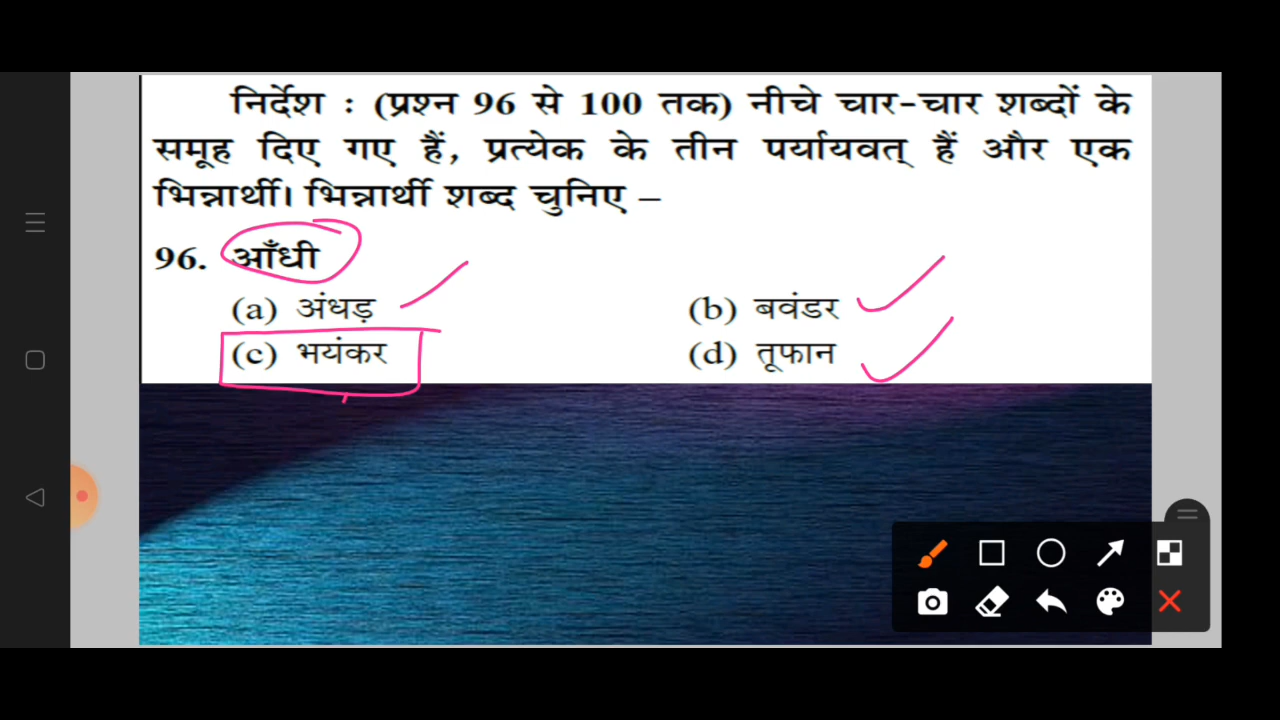 निर्देश : (प्रश्न 96 से 100 तक) नीचे चार-चार शब्दों के
समूह दिए गए हैं, प्रत्येक के तीन पर्यायवत् हैं और एक
भिन्नार्थी। भिन्नार्थी शब्द चुनिए –
96. आँधी
(a) अंधड़ (b) बवंडर
(c) भयंकर (d) तूफान